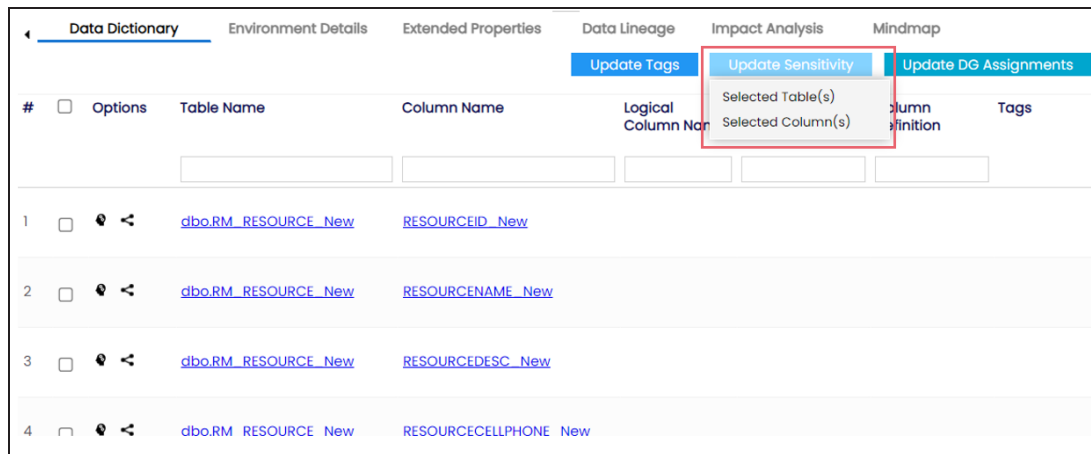 Data Dictionary Environment Details Extended Properties Data Lineage Impact Analysis Mindmap
Update Tags Update Sensitivity Update DG Assignments
Selected Table(s)
Selected Column(s)
# Options Table Name Column Name Logical Tags
Column
1 dbo.RM_RESOURCE_New RESOURCEID_New
2 dbo.RM_RESOURCE_New RESOURCENAME_New
3 dbo.RM_RESOURCE_New RESOURCEDESC_New
4 dbo.RM_RESOURCE_New RESOURCECELLPHONE_New